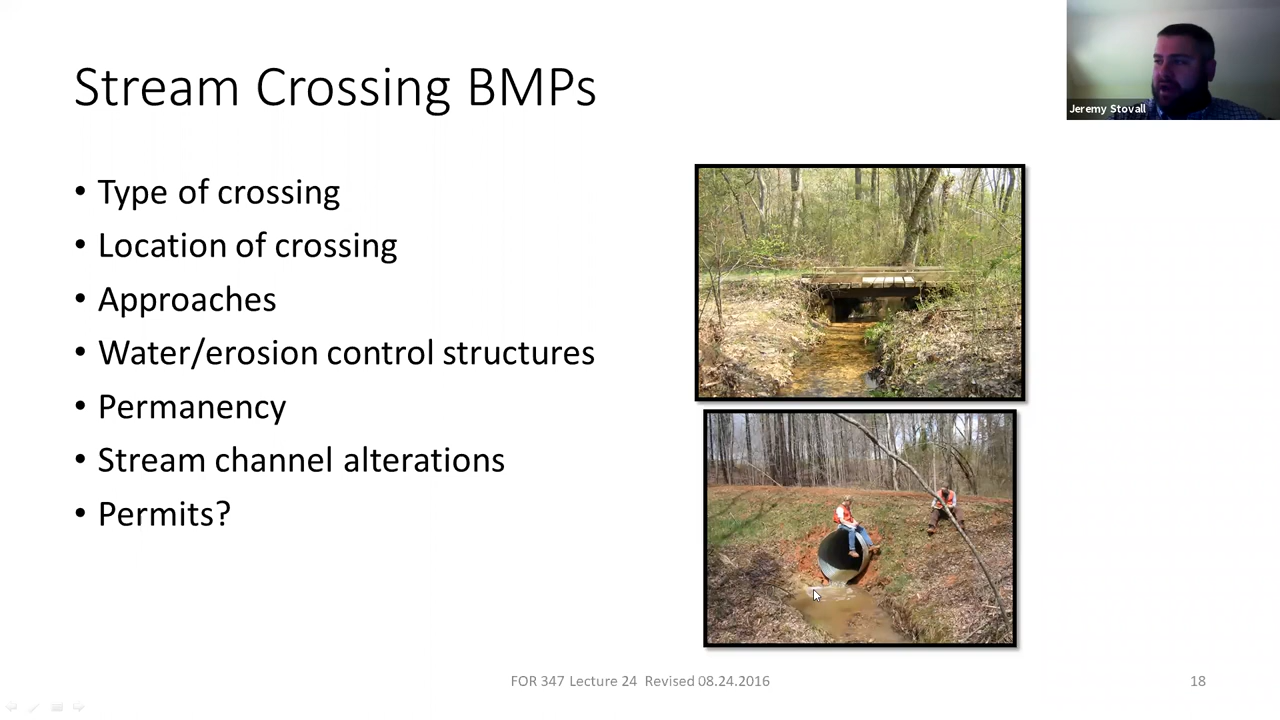 Stream Crossing BMPs
Jeremy Stovall
• Type of crossing
• Location of crossing
• Approaches
• Water/erosion control structures
• Permanency
• Stream channel alterations
• Permits?
FOR 347 Lecture 24 Revised 08.24.2016
18